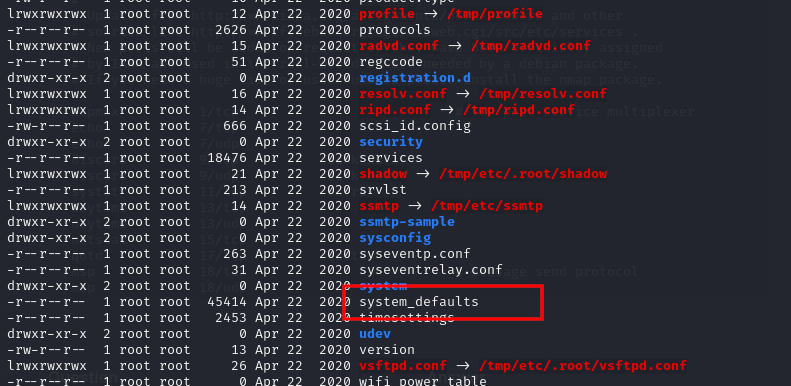 lrwxrwxrwx 1 root root 12 Apr 22 2020 profile -> /tmp/profile
-r--r--r-- 1 root root 2626 Apr 22 2020 protocols
lrwxrwxrwx 1 root root 15 Apr 22 2020 radvd.conf -> /tmp/radvd.conf
-r--r--r-- 1 root root 51 Apr 22 2020 regccode
drwxr-xr-x 2 root root 0 Apr 22 2020 registration.d
lrwxrwxrwx 1 root root 16 Apr 22 2020 resolv.conf -> /tmp/resolv.conf
lrwxrwxrwx 1 root root 14 Apr 22 2020 ripd.conf -> /tmp/ripd.conf
-rw-r--r-- 1 root root 666 Apr 22 2020 scsi_id.config
drwxr-xr-x 2 root root 0 Apr 22 2020 security
-r--r--r-- 1 root root 18476 Apr 22 2020 services
lrwxrwxrwx 1 root root 21 Apr 22 2020 shadow -> /tmp/etc/.root/shadow
-r--r--r-- 1 root root 213 Apr 22 2020 srvlst
lrwxrwxrwx 1 root root 14 Apr 22 2020 ssmtp -> /tmp/etc/ssmtp
drwxr-xr-x 2 root root 0 Apr 22 2020 ssmtp-sample
drwxr-xr-x 2 root root 0 Apr 22 2020 sysconfig
-r--r--r-- 1 root root 263 Apr 22 2020 syseventp.conf
-r--r--r-- 1 root root 31 Apr 22 2020 syseventrelay.conf
drwxr-xr-x 2 root root 0 Apr 22 2020 system
-r--r--r-- 1 root root 45414 Apr 22 2020 system_defaults
-r--r--r-- 1 root root 2453 Apr 22 2020 timesettings
drwxr-xr-x 2 root root 0 Apr 22 2020 udev
-r--r--r-- 1 root root 13 Apr 22 2020 version
lrwxrwxrwx 1 root root 26 Apr 22 2020 vsftpd.conf -> /tmp/etc/.root/vsftpd.conf
-r--r--r-- 1 root root 0 Apr 22 2020 wifi_power_table